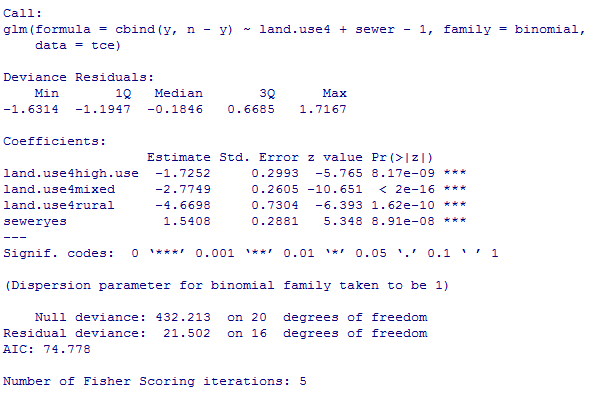 Call:
glm(formula = cbind(y, n - y) ~ land.use4 + sewer - 1, family = binomial,
    data = tce)
Deviance Residuals:
    Min       1Q   Median       3Q      Max
-1.6314  -1.1947  -0.1846   0.6685   1.7167
Coefficients:
                  Estimate Std. Error z value Pr(>|z|)
land.use4high.use  -1.7252     0.2993  -5.765 8.17e-09 ***
land.use4mixed     -2.7749     0.2605 -10.651  < 2e-16 ***
land.use4rural     -4.6698     0.7304  -6.393 1.62e-10 ***
seweryes            1.5408     0.2881   5.348 8.91e-08 ***
---
Signif. codes:  0 ‘***’ 0.001 ‘**’ 0.01 ‘*’ 0.05 ‘.’ 0.1 ‘ ’ 1
(Dispersion parameter for binomial family taken to be 1)
    Null deviance: 432.213  on 20  degrees of freedom
Residual deviance:  21.502  on 16  degrees of freedom
AIC: 74.778
Number of Fisher Scoring iterations: 5